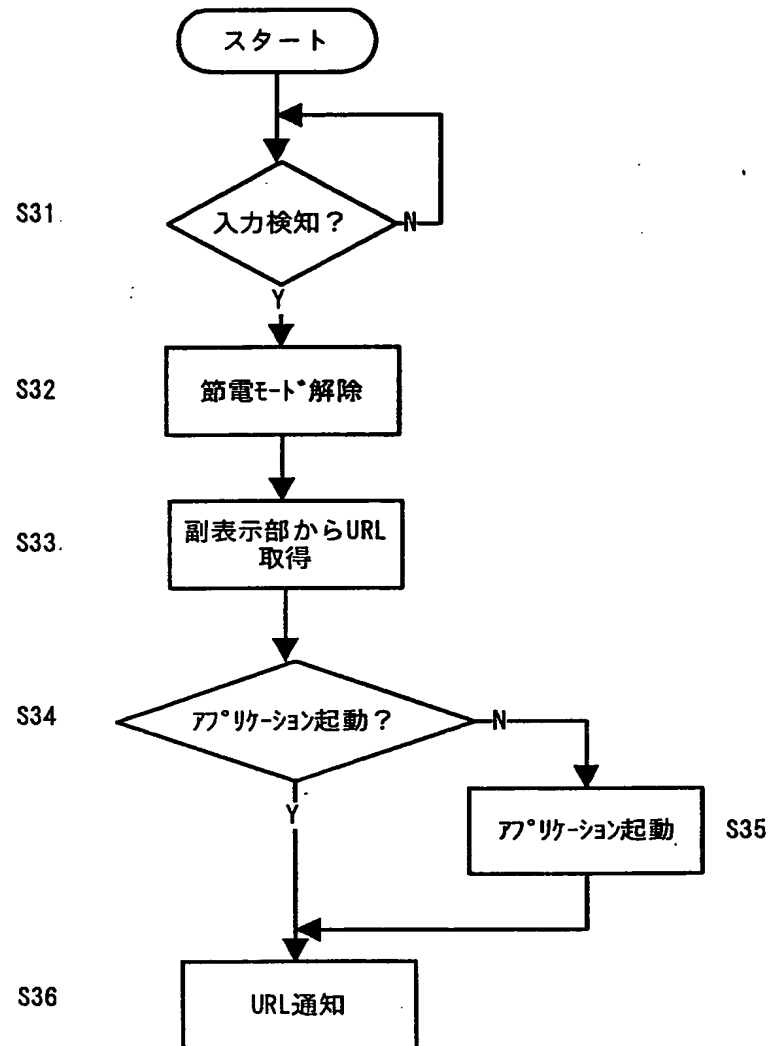 スタート
S31
入力検知？
N
Y
S32
節電ﾓｰﾄﾞ解除
S33
副表示部からURL
取得
S34
ｱﾌﾟﾘｹｰｼｮﾝ起動？
N
Y
ｱﾌﾟﾘｹｰｼｮﾝ起動
S35
S36
URL通知